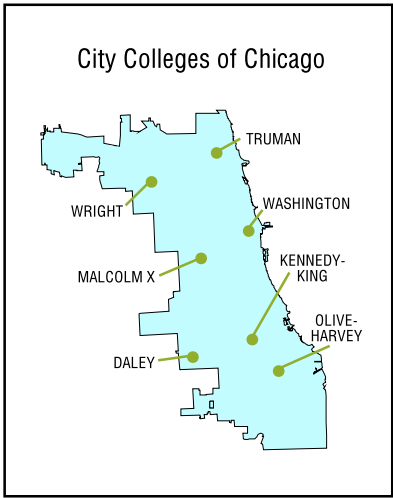 City Colleges of Chicago
TRUMAN
WRIGHT
WASHINGTON
MALCOLM X
KENNEDY-
KING
OLIVE-
HARVEY
DALEY